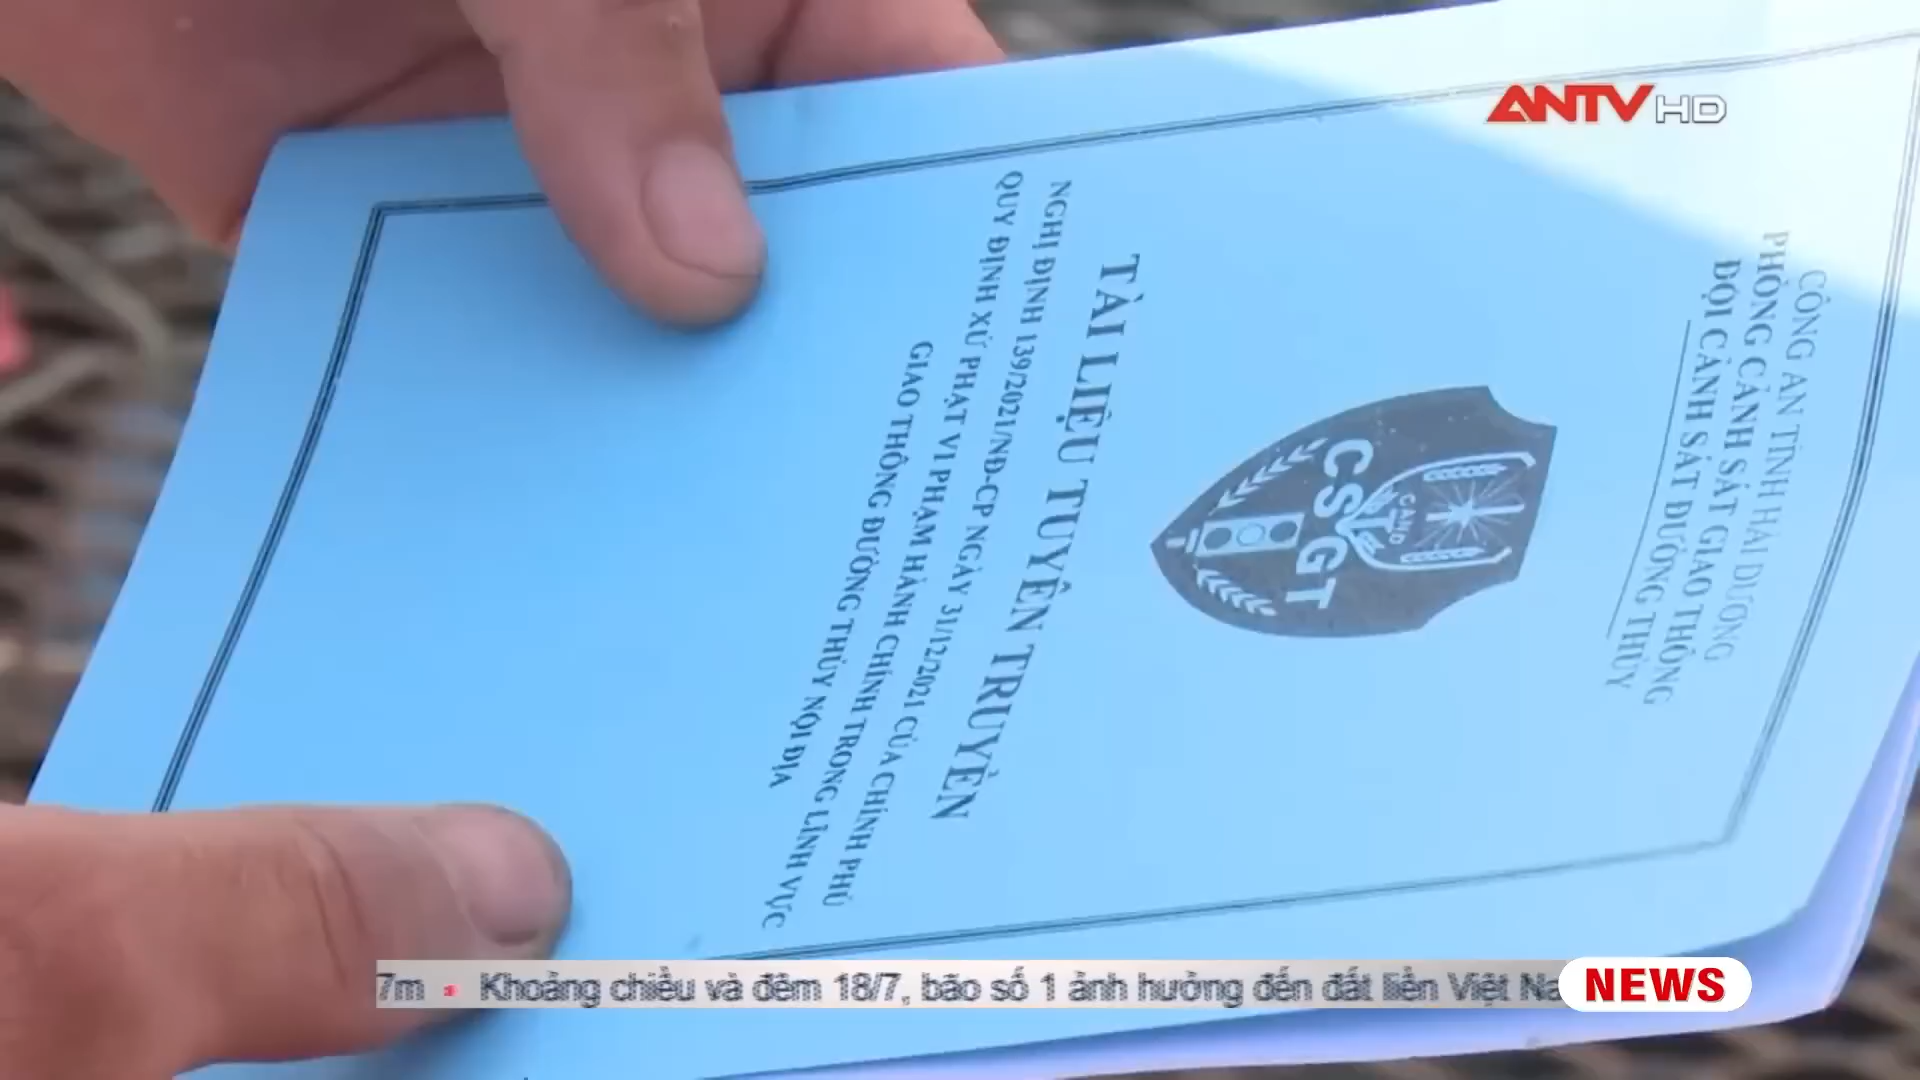 ANTV HD
CÔNG AN TỈNH HẢI DƯƠNG
PHÒNG CẢNH SÁT GIAO THÔNG
ĐỘI CẢNH SÁT ĐƯỜNG THỦY
CAND
CSGT
TÀI LIỆU TUYÊN TRUYỀN
NGHỊ ĐỊNH 139/2021/NĐ-CP NGÀY 31/12/2021 CỦA CHÍNH PHỦ
QUY ĐỊNH XỬ PHẠT VI PHẠM HÀNH CHÍNH TRONG LĨNH VỰC
GIAO THÔNG ĐƯỜNG THỦY NỘI ĐỊA
7m • Khoảng chiều và đêm 18/7, bão số 1 ảnh hưởng đến đất liền Việt Na
NEWS